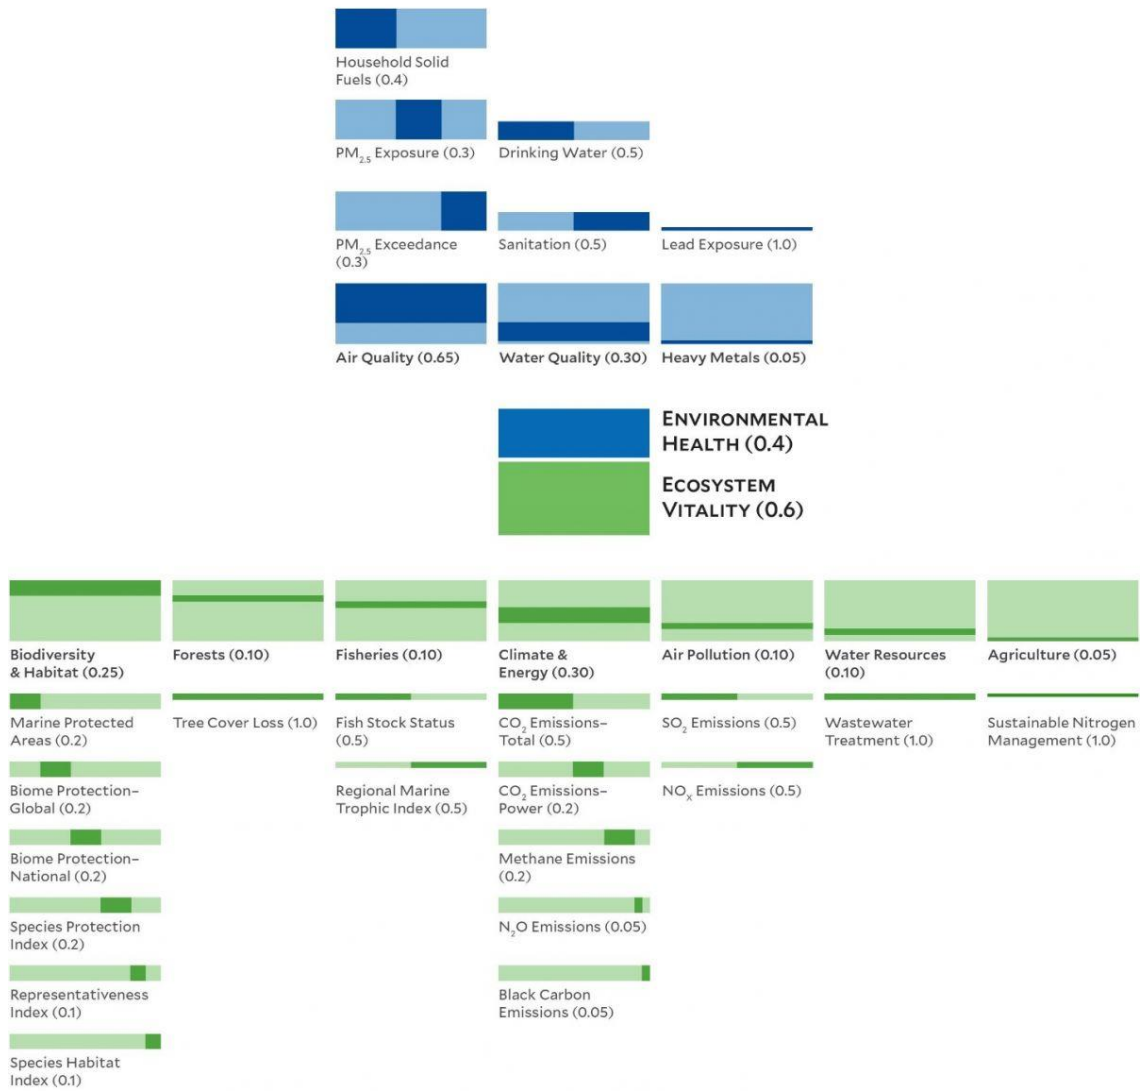 Household Solid
Fuels (0.4)
PM2.5 Exposure (0.3)
Drinking Water (0.5)
PM2.5 Exceedance
(0.3)
Sanitation (0.5)
Lead Exposure (1.0)
Air Quality (0.65)
Water Quality (0.30)
Heavy Metals (0.05)
ENVIRONMENTAL
HEALTH (0.4)
ECOSYSTEM
VITALITY (0.6)
Biodiversity
& Habitat (0.25)
Forests (0.10)
Fisheries (0.10)
Climate &
Energy (0.30)
Air Pollution (0.10)
Water Resources
(0.10)
Agriculture (0.05)
Marine Protected
Areas (0.2)
Tree Cover Loss (1.0)
Fish Stock Status
(0.5)
CO2 Emissions–
Total (0.5)
SO2 Emissions (0.5)
Wastewater
Treatment (1.0)
Sustainable Nitrogen
Management (1.0)
Biome Protection–
Global (0.2)
Regional Marine
Trophic Index (0.5)
CO2 Emissions–
Power (0.2)
NOX Emissions (0.5)
Biome Protection–
National (0.2)
Methane Emissions
(0.2)
Species Protection
Index (0.2)
N2O Emissions (0.05)
Representativeness
Index (0.1)
Black Carbon
Emissions (0.05)
Species Habitat
Index (0.1)